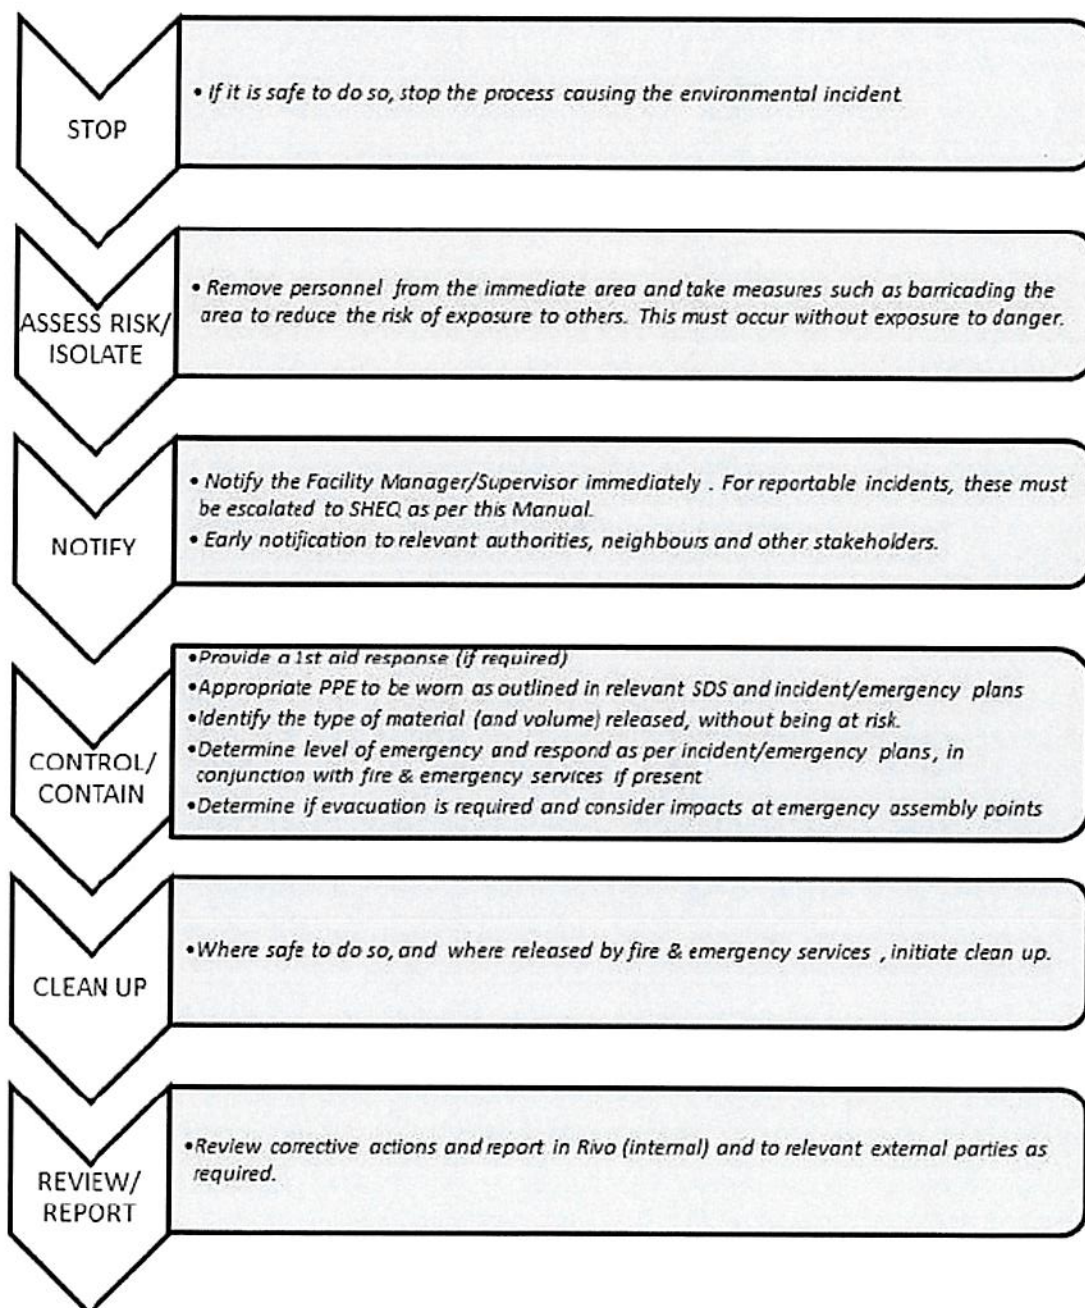 STOP
• If it is safe to do so, stop the process causing the environmental incident.
ASSESS RISK/
ISOLATE
• Remove personnel from the immediate area and take measures such as barricading the
area to reduce the risk of exposure to others. This must occur without exposure to danger.
NOTIFY
• Notify the Facility Manager/Supervisor immediately . For reportable incidents, these must
be escalated to SHEQ as per this Manual.
• Early notification to relevant authorities, neighbours and other stakeholders.
CONTROL/
CONTAIN
•Provide a 1st aid response (if required)
•Appropriate PPE to be worn as outlined in relevant SDS and incident/emergency plans
•Identify the type of material (and volume) released, without being at risk.
•Determine level of emergency and respond as per incident/emergency plans, in
conjunction with fire & emergency services if present
•Determine if evacuation is required and consider impacts at emergency assembly points
CLEAN UP
•Where safe to do so, and where released by fire & emergency services , initiate clean up.
REVIEW/
REPORT
•Review corrective actions and report in Rivo (internal) and to relevant external parties as
required.